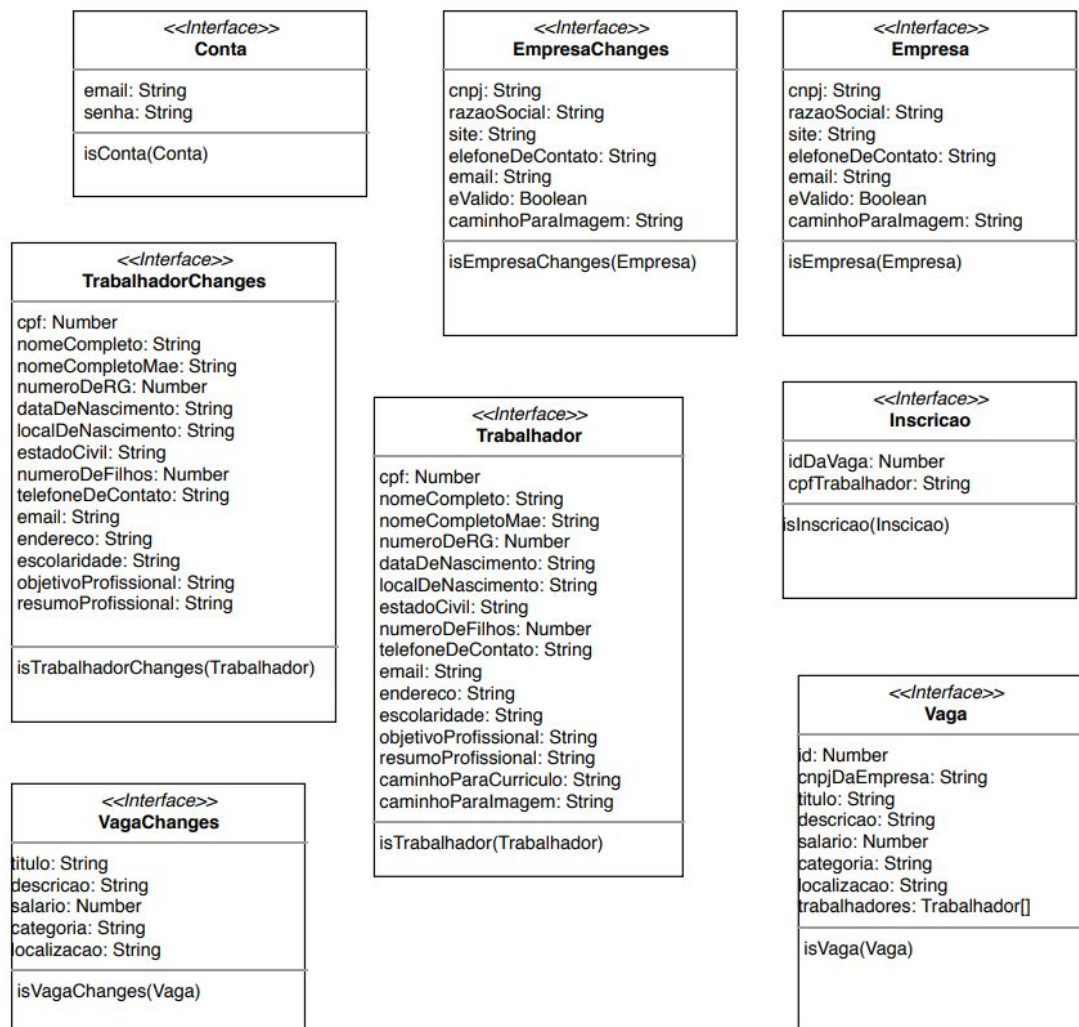 <<Interface>>
Conta
email: String
senha: String
isConta(Conta)
<<Interface>>
EmpresaChanges
cnpj: String
razaoSocial: String
site: String
elefoneDeContato: String
email: String
eValido: Boolean
caminhoParaImagem: String
isEmpresaChanges(Empresa)
<<Interface>>
Empresa
cnpj: String
razaoSocial: String
site: String
elefoneDeContato: String
email: String
eValido: Boolean
caminhoParaImagem: String
isEmpresa(Empresa)
<<Interface>>
TrabalhadorChanges
cpf: Number
nomeCompleto: String
nomeCompletoMae: String
numeroDeRG: Number
dataDeNascimento: String
localDeNascimento: String
estadoCivil: String
numeroDeFilhos: Number
telefoneDeContato: String
email: String
endereco: String
escolaridade: String
objetivoProfissional: String
resumoProfissional: String
isTrabalhadorChanges(Trabalhador)
<<Interface>>
Trabalhador
cpf: Number
nomeCompleto: String
nomeCompletoMae: String
numeroDeRG: Number
dataDeNascimento: String
localDeNascimento: String
estadoCivil: String
numeroDeFilhos: Number
telefoneDeContato: String
email: String
endereco: String
escolaridade: String
objetivoProfissional: String
resumoProfissional: String
caminhoParaCurriculo: String
caminhoParaImagem: String
isTrabalhador(Trabalhador)
<<Interface>>
Inscricao
idDaVaga: Number
cpfTrabalhador: String
isInscricao(Inscicao)
<<Interface>>
VagaChanges
titulo: String
descricao: String
salario: Number
categoria: String
localizacao: String
isVagaChanges(Vaga)
<<Interface>>
Vaga
id: Number
cnpjDaEmpresa: String
titulo: String
descricao: String
salario: Number
categoria: String
localizacao: String
trabalhadores: Trabalhador[]
isVaga(Vaga)